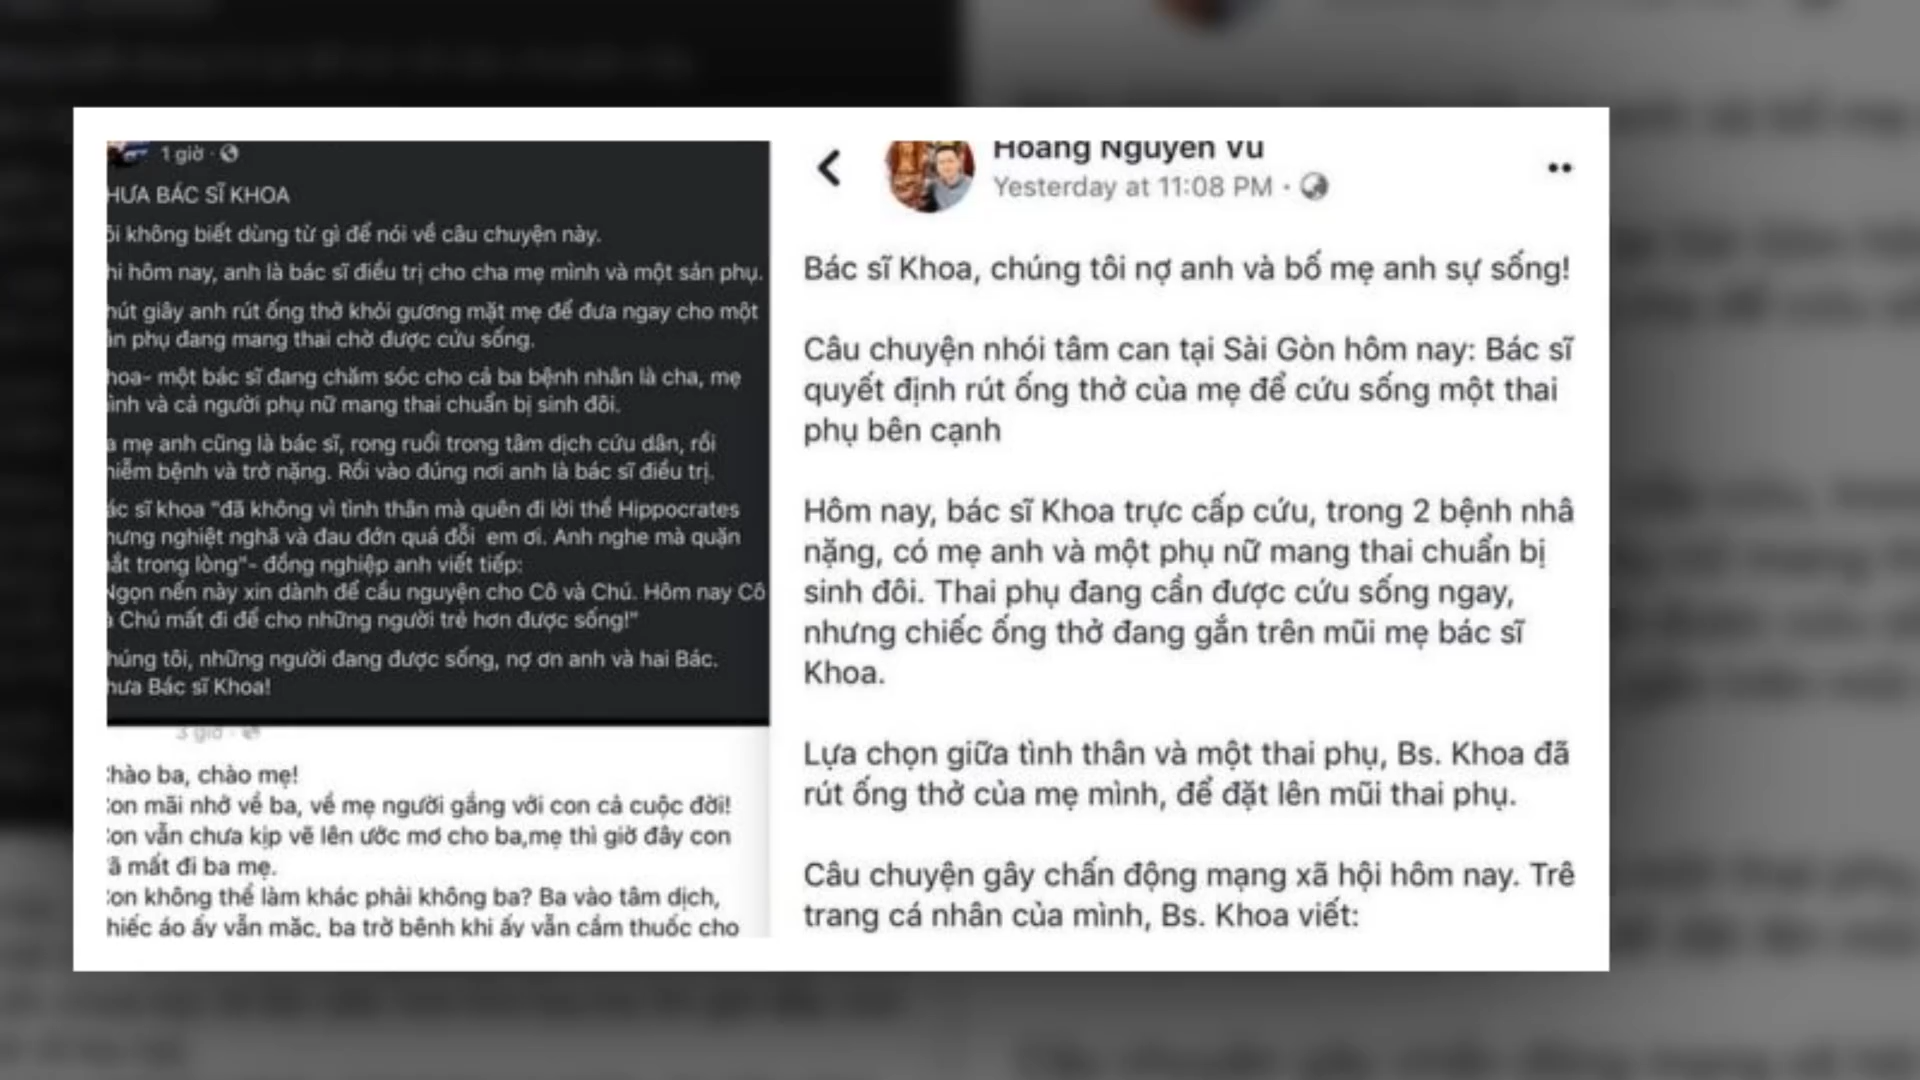 1 giờ
HƯA BÁC SĨ KHOA
ôi không biết dùng từ gì để nói về câu chuyện này.
hi hôm nay, anh là bác sĩ điều trị cho cha mẹ mình và một sản phụ.
hút giây anh rút ống thở khỏi gương mặt mẹ để đưa ngay cho một
ản phụ đang mang thai chờ được cứu sống.
hoa- một bác sĩ đang chăm sóc cho cả ba bệnh nhân là cha, mẹ
ình và cả người phụ nữ mang thai chuẩn bị sinh đôi.
a mẹ anh cũng là bác sĩ, rong ruổi trong tâm dịch cứu dân, rồi
hiễm bệnh và trở nặng. Rồi vào đúng nơi anh là bác sĩ điều trị.
ác sĩ khoa "đã không vì tình thân mà quên đi lời thề Hippocrates
hưng nghiệt nghã và đau đớn quá đỗi em ơi. Anh nghe mà quặn
ắt trong lòng"- đồng nghiệp anh viết tiếp:
Ngọn nến này xin dành để cầu nguyện cho Cô và Chú. Hôm nay Cô
à Chú mất đi để cho những người trẻ hơn được sống!"
húng tôi, những người đang được sống, nợ ơn anh và hai Bác.
hưa Bác sĩ Khoa!
3 giờ
Chào ba, chào mẹ!
Con mãi nhớ về ba, về mẹ người gắng với con cả cuộc đời!
Con vẫn chưa kịp vẽ lên ước mơ cho ba,mẹ thì giờ đây con
đã mất đi ba mẹ.
Con không thể làm khác phải không ba? Ba vào tâm dịch,
hiếc áo ấy vẫn mặc, ba trở bệnh khi ấy vẫn cầm thuốc cho
Hoàng Nguyên Vũ
Yesterday at 11:08 PM
Bác sĩ Khoa, chúng tôi nợ anh và bố mẹ anh sự sống!
Câu chuyện nhói tâm can tại Sài Gòn hôm nay: Bác sĩ
quyết định rút ống thở của mẹ để cứu sống một thai
phụ bên cạnh
Hôm nay, bác sĩ Khoa trực cấp cứu, trong 2 bệnh nhâ
nặng, có mẹ anh và một phụ nữ mang thai chuẩn bị
sinh đôi. Thai phụ đang cần được cứu sống ngay,
nhưng chiếc ống thở đang gắn trên mũi mẹ bác sĩ
Khoa.
Lựa chọn giữa tình thân và một thai phụ, Bs. Khoa đã
rút ống thở của mẹ mình, để đặt lên mũi thai phụ.
Câu chuyện gây chấn động mạng xã hội hôm nay. Trê
trang cá nhân của mình, Bs. Khoa viết: